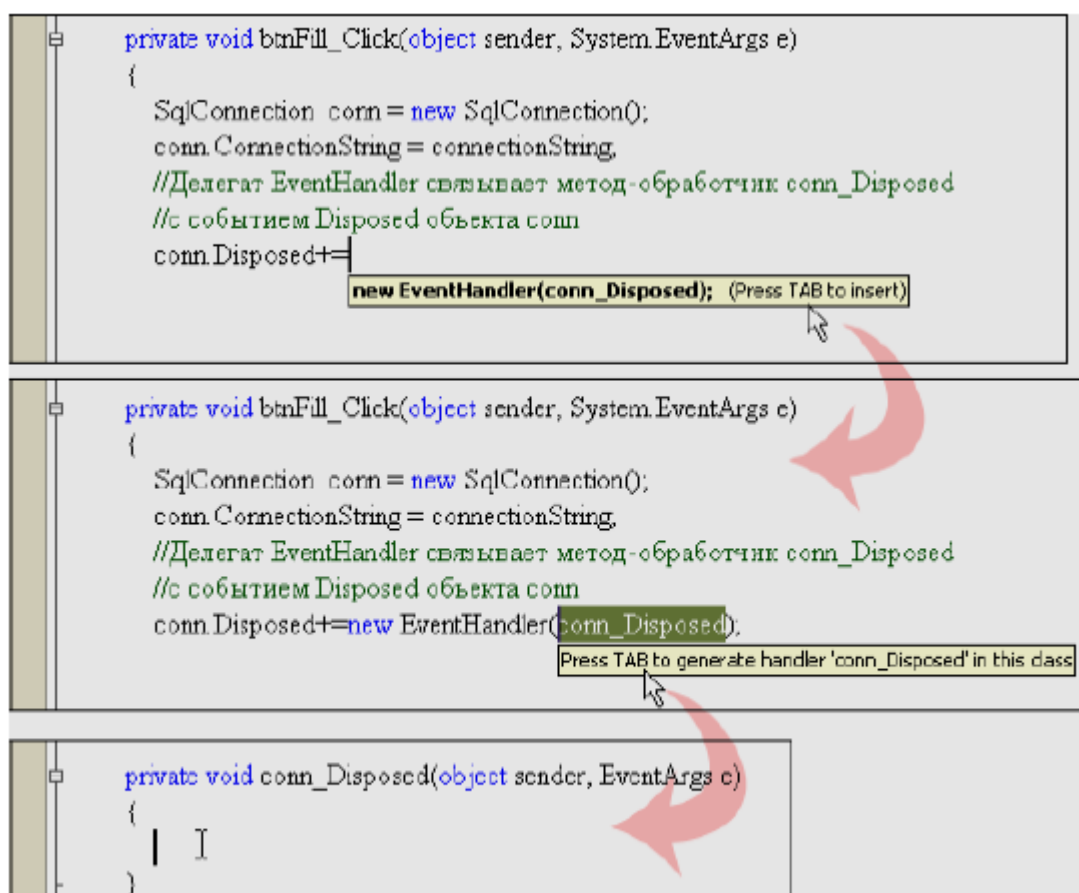 private void btnFill_Click(object sender, System.EventArgs e)
{
SqlConnection conn = new SqlConnection();
conn.ConnectionString = connectionString;
//Делегат EventHandler связывает метод-обработчик conn_Disposed
//с событием Disposed объекта conn
conn.Disposed+=
new EventHandler(conn_Disposed); (Press TAB to insert)
private void btnFill_Click(object sender, System.EventArgs e)
{
SqlConnection conn = new SqlConnection();
conn.ConnectionString = connectionString;
//Делегат EventHandler связывает метод-обработчик conn_Disposed
//с событием Disposed объекта conn
conn.Disposed+=new EventHandler(conn_Disposed);
Press TAB to generate handler 'conn_Disposed' in this class
private void conn_Disposed(object sender, EventArgs e)
{
}